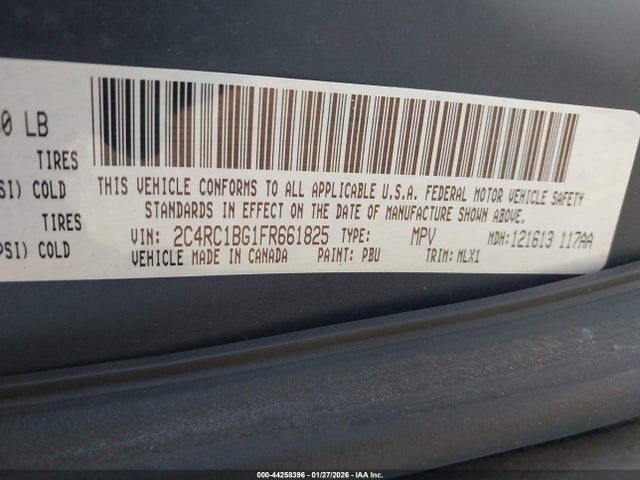 0 LB
TIRES
SI) COLD
TIRES
PSI) COLD
THIS VEHICLE CONFORMS TO ALL APPLICABLE U.S.A. FEDERAL MOTOR VEHICLE SAFETY
STANDARDS IN EFFECT ON THE DATE OF MANUFACTURE SHOWN ABOVE.
VIN: 2C4RC1BG1FR661825 TYPE: MPV MDH:121613 117AA
VEHICLE MADE IN CANADA PAINT: PBU TRIM: NLX1
000-44258396 - 01/27/2026 - IAA Inc.